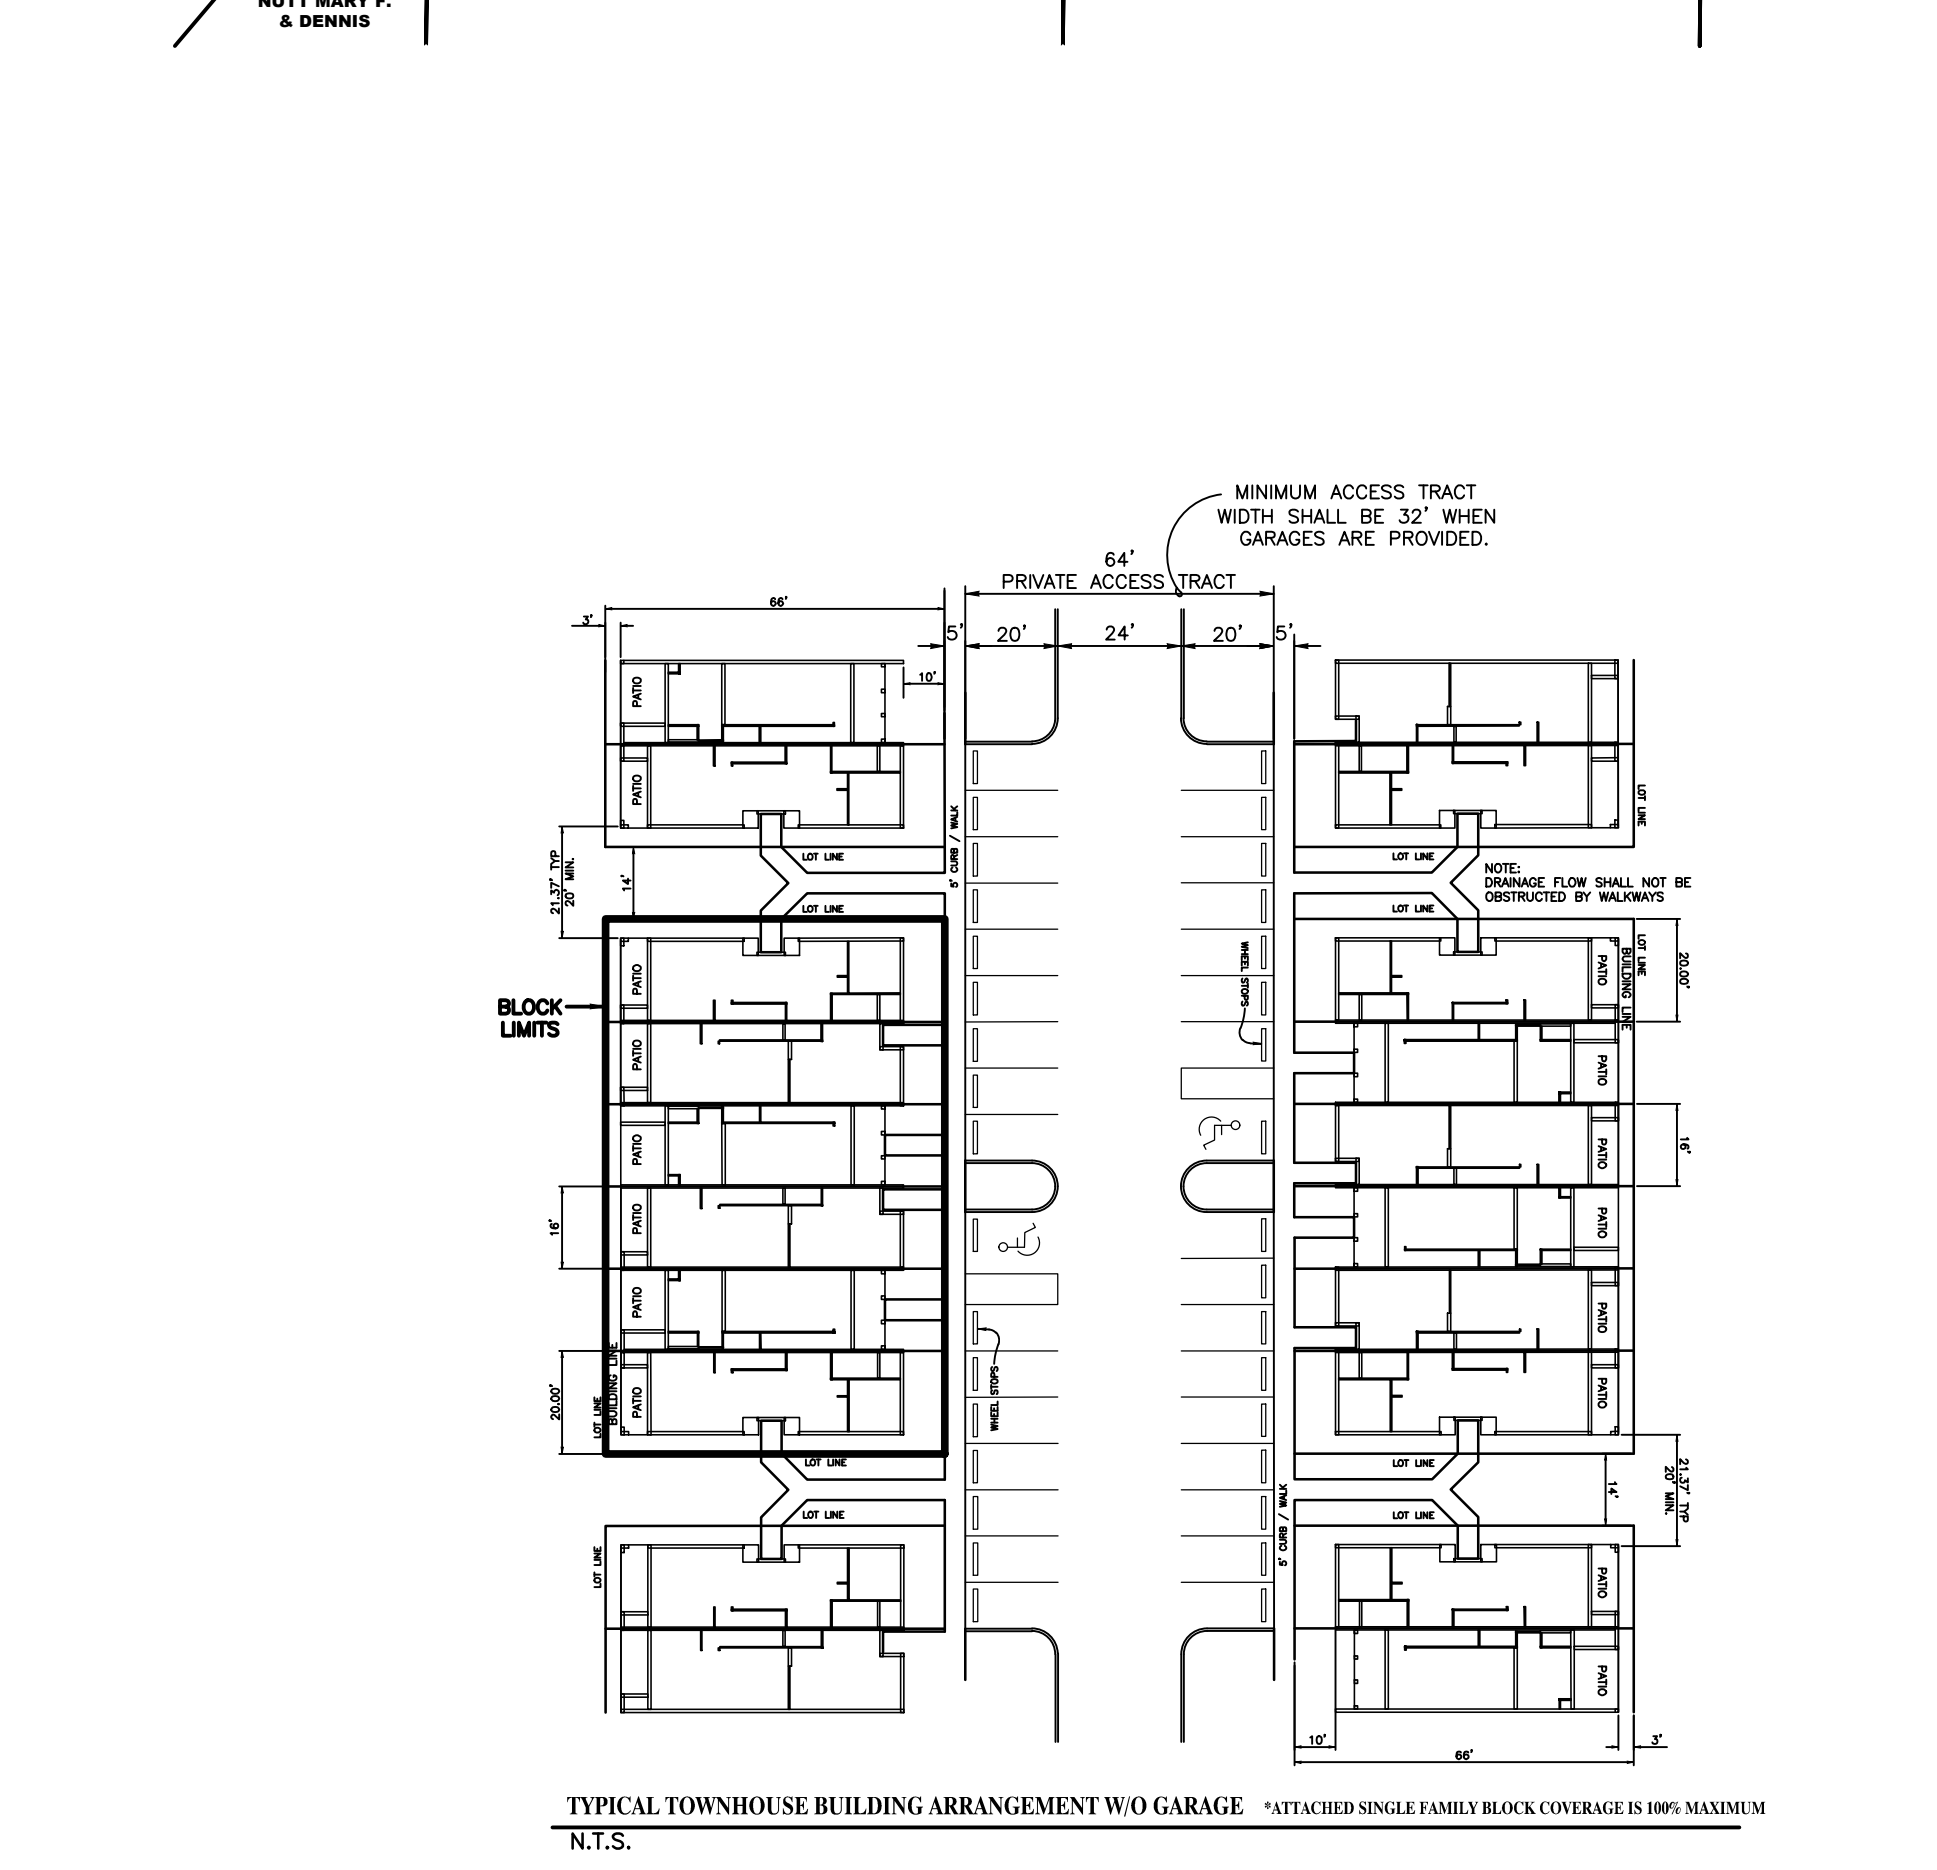 NUTT MARY F.
& DENNIS
MINIMUM ACCESS TRACT
WIDTH SHALL BE 32' WHEN
GARAGES ARE PROVIDED.
64'
PRIVATE ACCESS TRACT
66'
3'
5'
20'
24'
20'
5'
10'
PATIO
PATIO
LOT LINE
5' CURB / WALK
21.37' TYP
20' MIN.
14'
LOT LINE
LOT LINE
LOT LINE
LOT LINE
NOTE:
DRAINAGE FLOW SHALL NOT BE
OBSTRUCTED BY WALKWAYS
BLOCK
LIMITS
PATIO
PATIO
PATIO
PATIO
PATIO
PATIO
16'
20.00'
LOT LINE
BUILDING LINE
WHEEL STOPS
WHEEL STOPS
PATIO
PATIO
PATIO
PATIO
PATIO
PATIO
BUILDING LINE
LOT LINE
20.00'
16'
LOT LINE
LOT LINE
LOT LINE
LOT LINE
LOT LINE
5' CURB / WALK
14'
21.37' TYP
20' MIN.
PATIO
PATIO
10'
3'
66'
TYPICAL TOWNHOUSE BUILDING ARRANGEMENT W/O GARAGE *ATTACHED SINGLE FAMILY BLOCK COVERAGE IS 100% MAXIMUM
N.T.S.